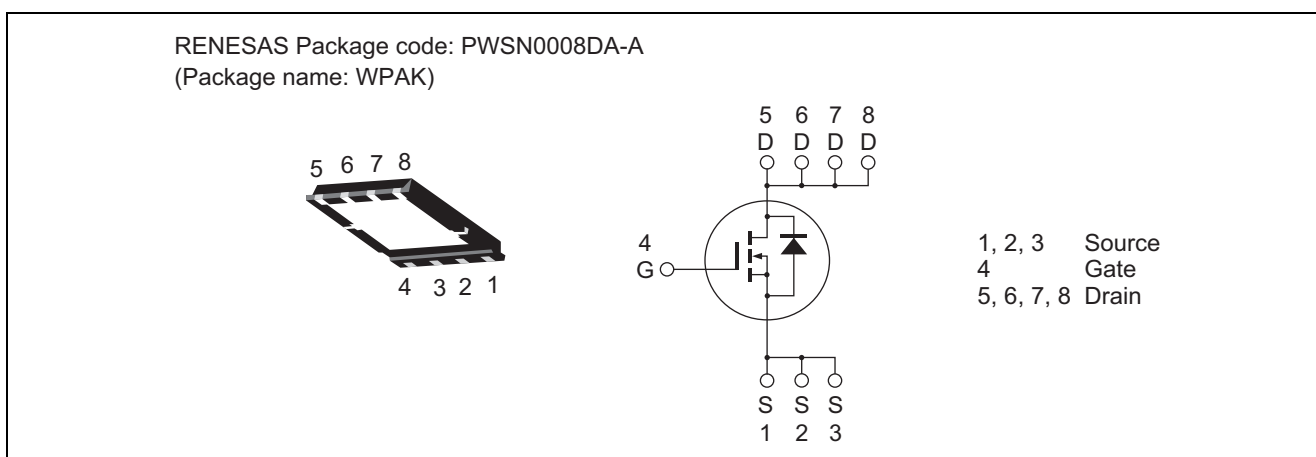 RENESAS Package code: PWSN0008DA-A
(Package name: WPAK)
5 6 7 8
4 3 2 1
5 6 7 8
D D D D
4
G
S S S
1 2 3
1, 2, 3 Source
4 Gate
5, 6, 7, 8 Drain